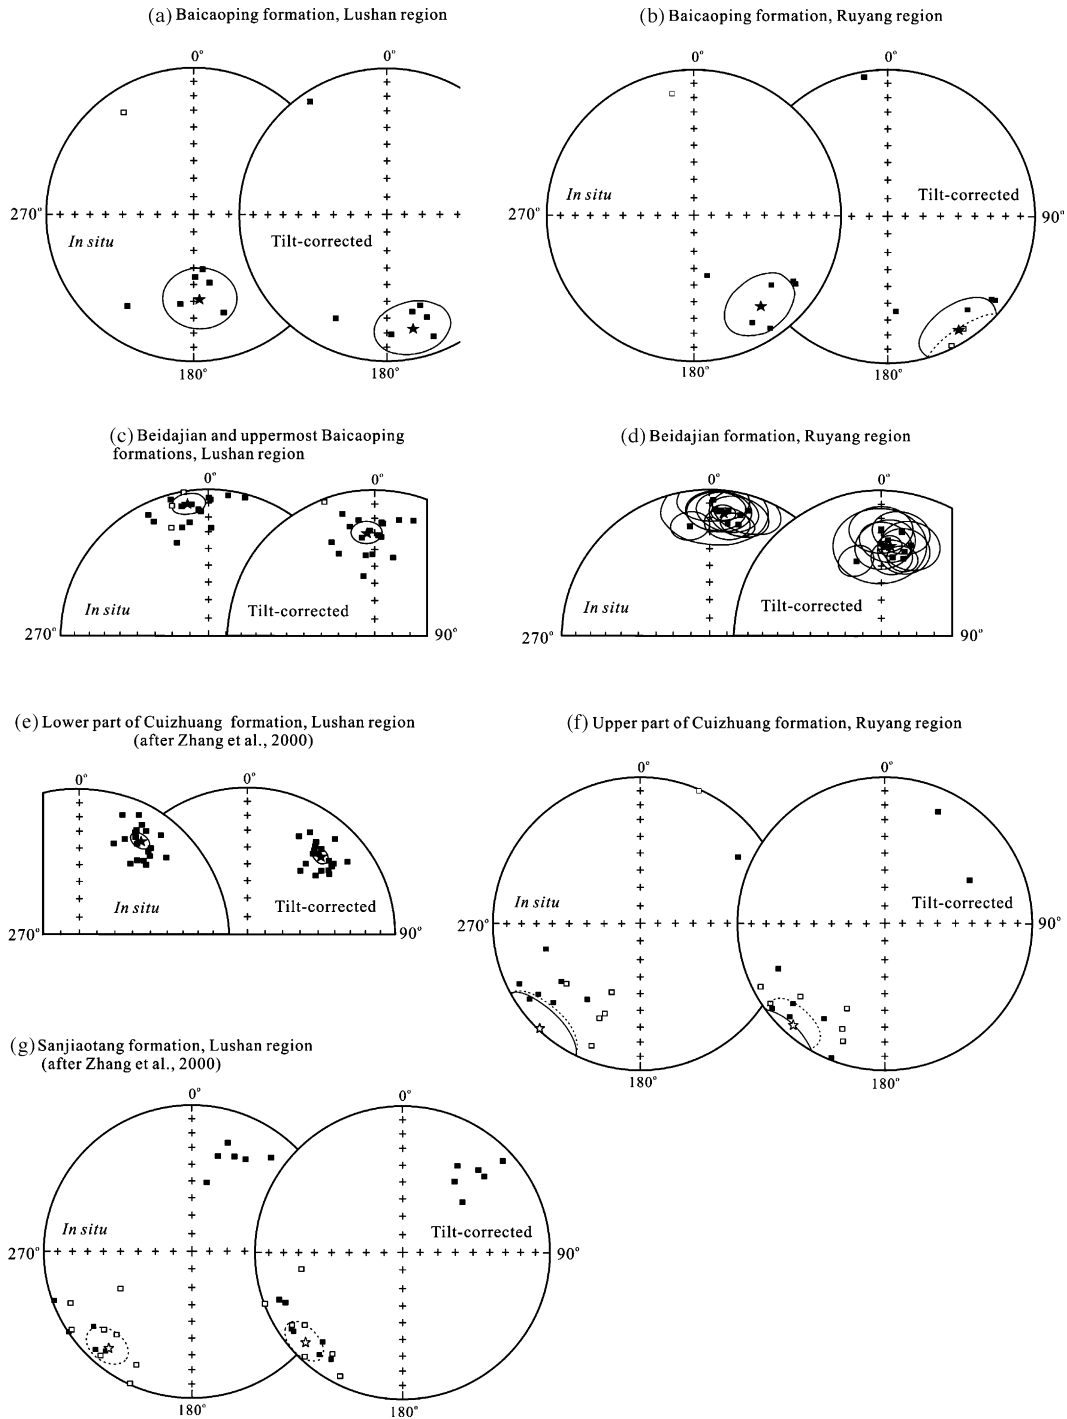 (a) Baicaoping formation, Lushan region
0°
0°
270°
In situ
Tilt-corrected
180°
180°
(b) Baicaoping formation, Ruyang region
0°
0°
In situ
Tilt-corrected
270°
90°
180°
180°
(c) Beidajian and uppermost Baicaoping
formations, Lushan region
0°
0°
In situ
Tilt-corrected
270°
90°
(d) Beidajian formation, Ruyang region
0°
0°
In situ
Tilt-corrected
270°
90°
(e) Lower part of Cuizhuang formation, Lushan region
(after Zhang et al., 2000)
0°
0°
In situ
Tilt-corrected
270°
90°
(f) Upper part of Cuizhuang formation, Ruyang region
0°
0°
In situ
Tilt-corrected
270°
90°
180°
180°
(g) Sanjiaotang formation, Lushan region
(after Zhang et al., 2000)
0°
0°
In situ
Tilt-corrected
270°
90°
180°
180°